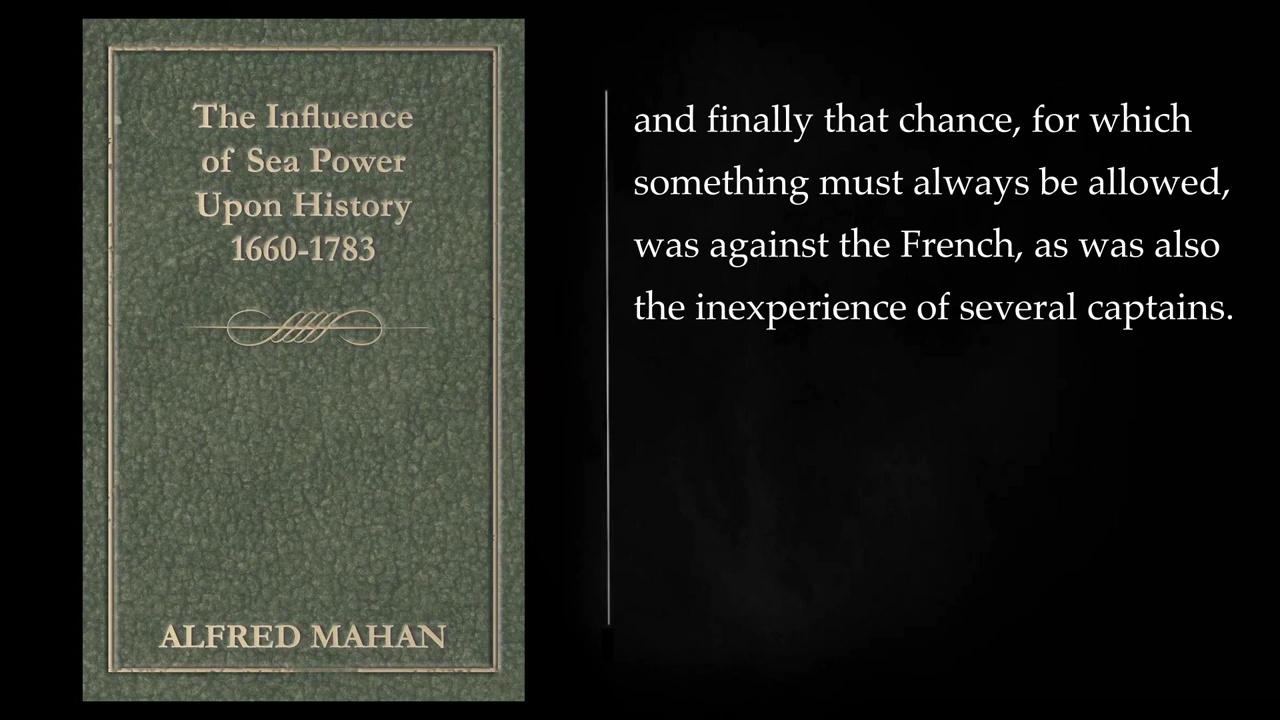 The Influence
of Sea Power
Upon History
1660-1783
ALFRED MAHAN
and finally that chance, for which
something must always be allowed,
was against the French, as was also
the inexperience of several captains.